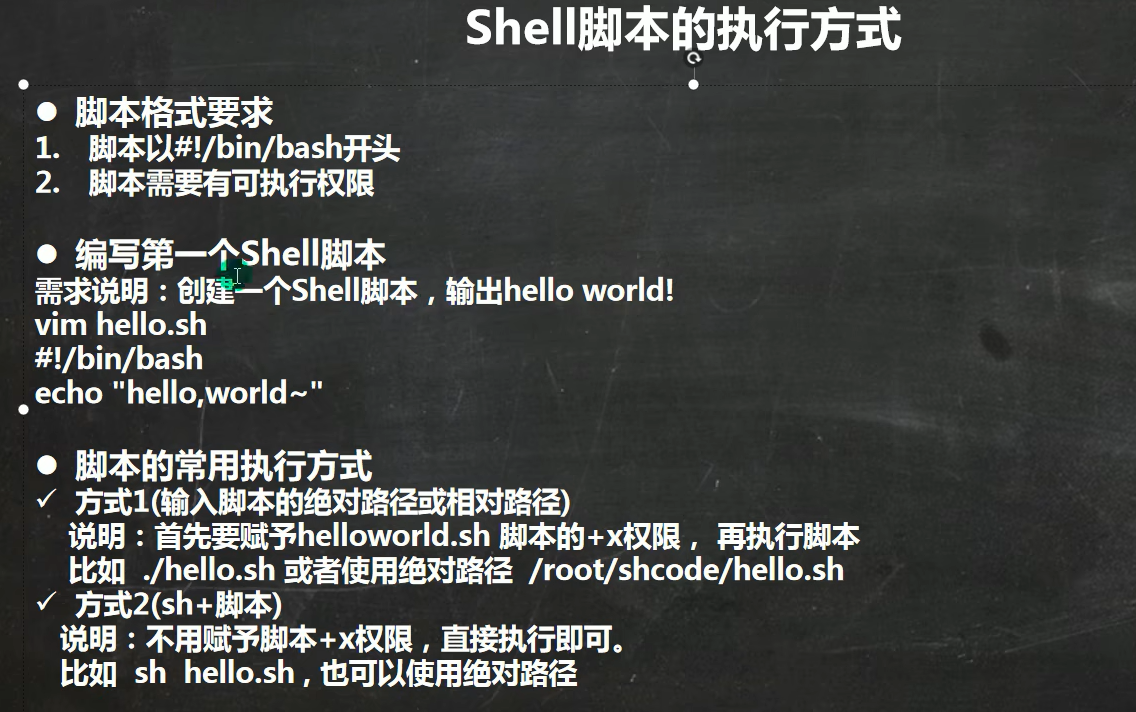 Shell脚本的执行方式
● 脚本格式要求
1. 脚本以#!/bin/bash开头
2. 脚本需要有可执行权限
● 编写第一个Shell脚本
需求说明：创建一个Shell脚本，输出hello world!
vim hello.sh
#!/bin/bash
echo "hello,world~"
● 脚本的常用执行方式
✓ 方式1(输入脚本的绝对路径或相对路径)
说明：首先要赋予helloworld.sh 脚本的+x权限， 再执行脚本
比如 ./hello.sh 或者使用绝对路径 /root/shcode/hello.sh
✓ 方式2(sh+脚本)
说明：不用赋予脚本+x权限，直接执行即可。
比如 sh hello.sh , 也可以使用绝对路径